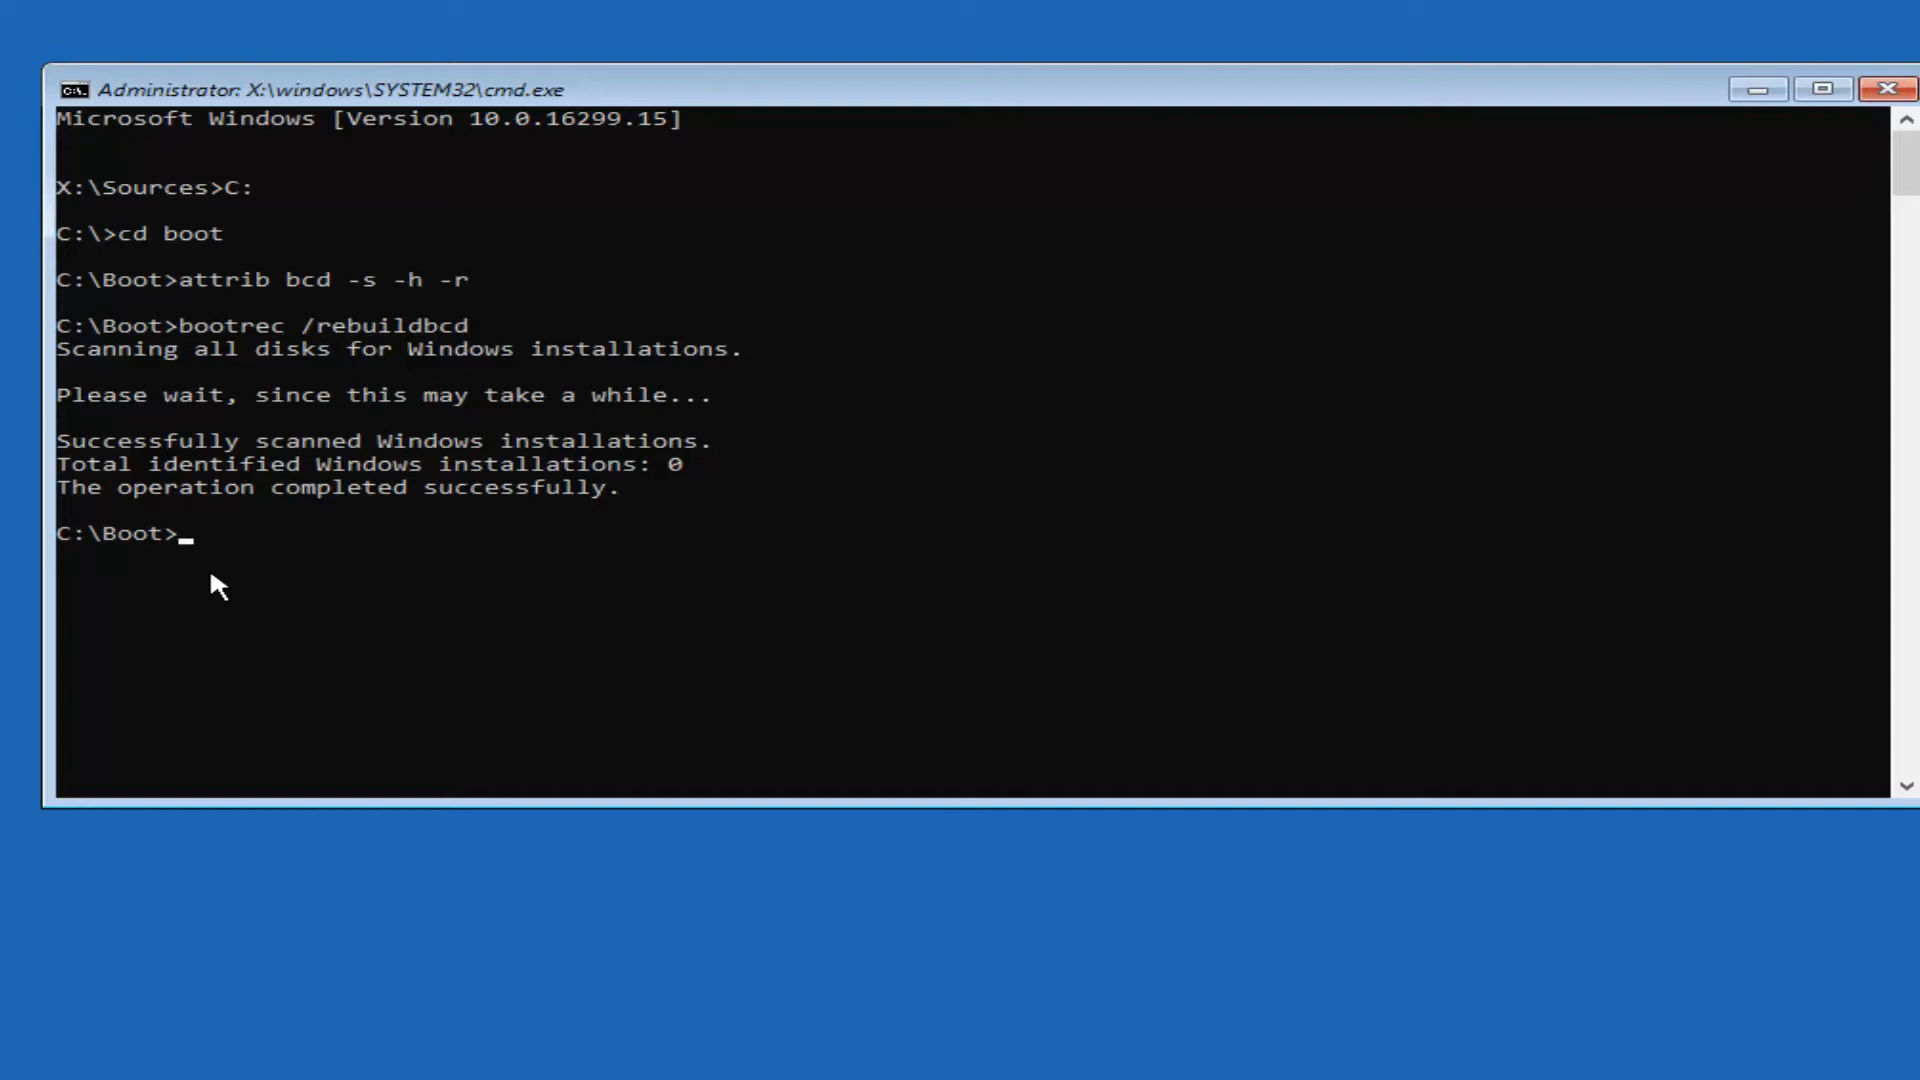 Administrator: X:\windows\SYSTEM32\cmd.exe
Microsoft Windows [Version 10.0.16299.15]
X:\Sources>C:
C:\>cd boot
C:\Boot>attrib bcd -s -h -r
C:\Boot>bootrec /rebuildbcd
Scanning all disks for Windows installations.
Please wait, since this may take a while...
Successfully scanned Windows installations.
Total identified Windows installations: 0
The operation completed successfully.
C:\Boot>